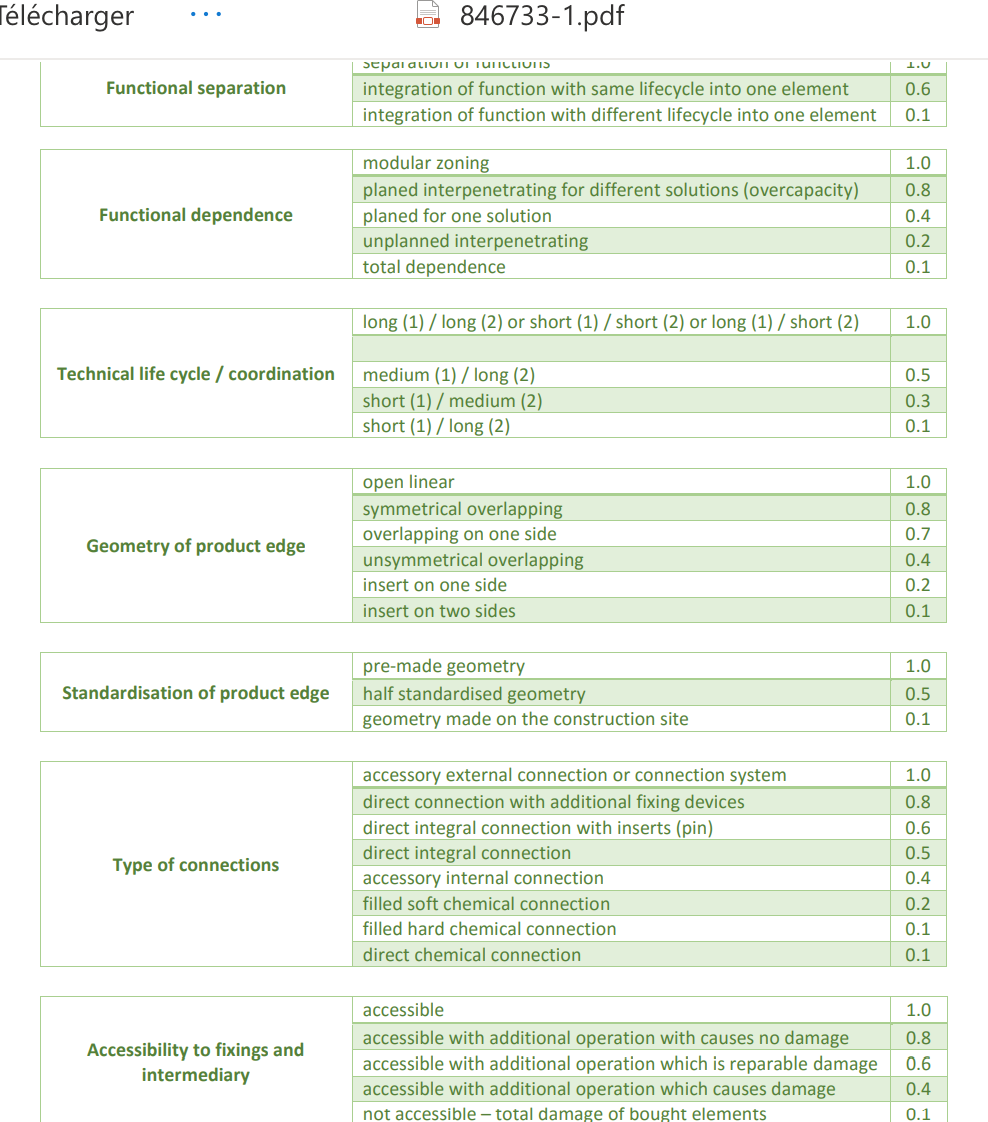 Télécharger ... 846733-1.pdf
Functional separation
separation of functions 1.0
integration of function with same lifecycle into one element 0.6
integration of function with different lifecycle into one element 0.1
Functional dependence
modular zoning 1.0
planed interpenetrating for different solutions (overcapacity) 0.8
planed for one solution 0.4
unplanned interpenetrating 0.2
total dependence 0.1
Technical life cycle / coordination
long (1) / long (2) or short (1) / short (2) or long (1) / short (2) 1.0
medium (1) / long (2) 0.5
short (1) / medium (2) 0.3
short (1) / long (2) 0.1
Geometry of product edge
open linear 1.0
symmetrical overlapping 0.8
overlapping on one side 0.7
unsymmetrical overlapping 0.4
insert on one side 0.2
insert on two sides 0.1
Standardisation of product edge
pre-made geometry 1.0
half standardised geometry 0.5
geometry made on the construction site 0.1
Type of connections
accessory external connection or connection system 1.0
direct connection with additional fixing devices 0.8
direct integral connection with inserts (pin) 0.6
direct integral connection 0.5
accessory internal connection 0.4
filled soft chemical connection 0.2
filled hard chemical connection 0.1
direct chemical connection 0.1
Accessibility to fixings and
intermediary
accessible 1.0
accessible with additional operation with causes no damage 0.8
accessible with additional operation which is reparable damage 0.6
accessible with additional operation which causes damage 0.4
not accessible – total damage of bought elements 0.1